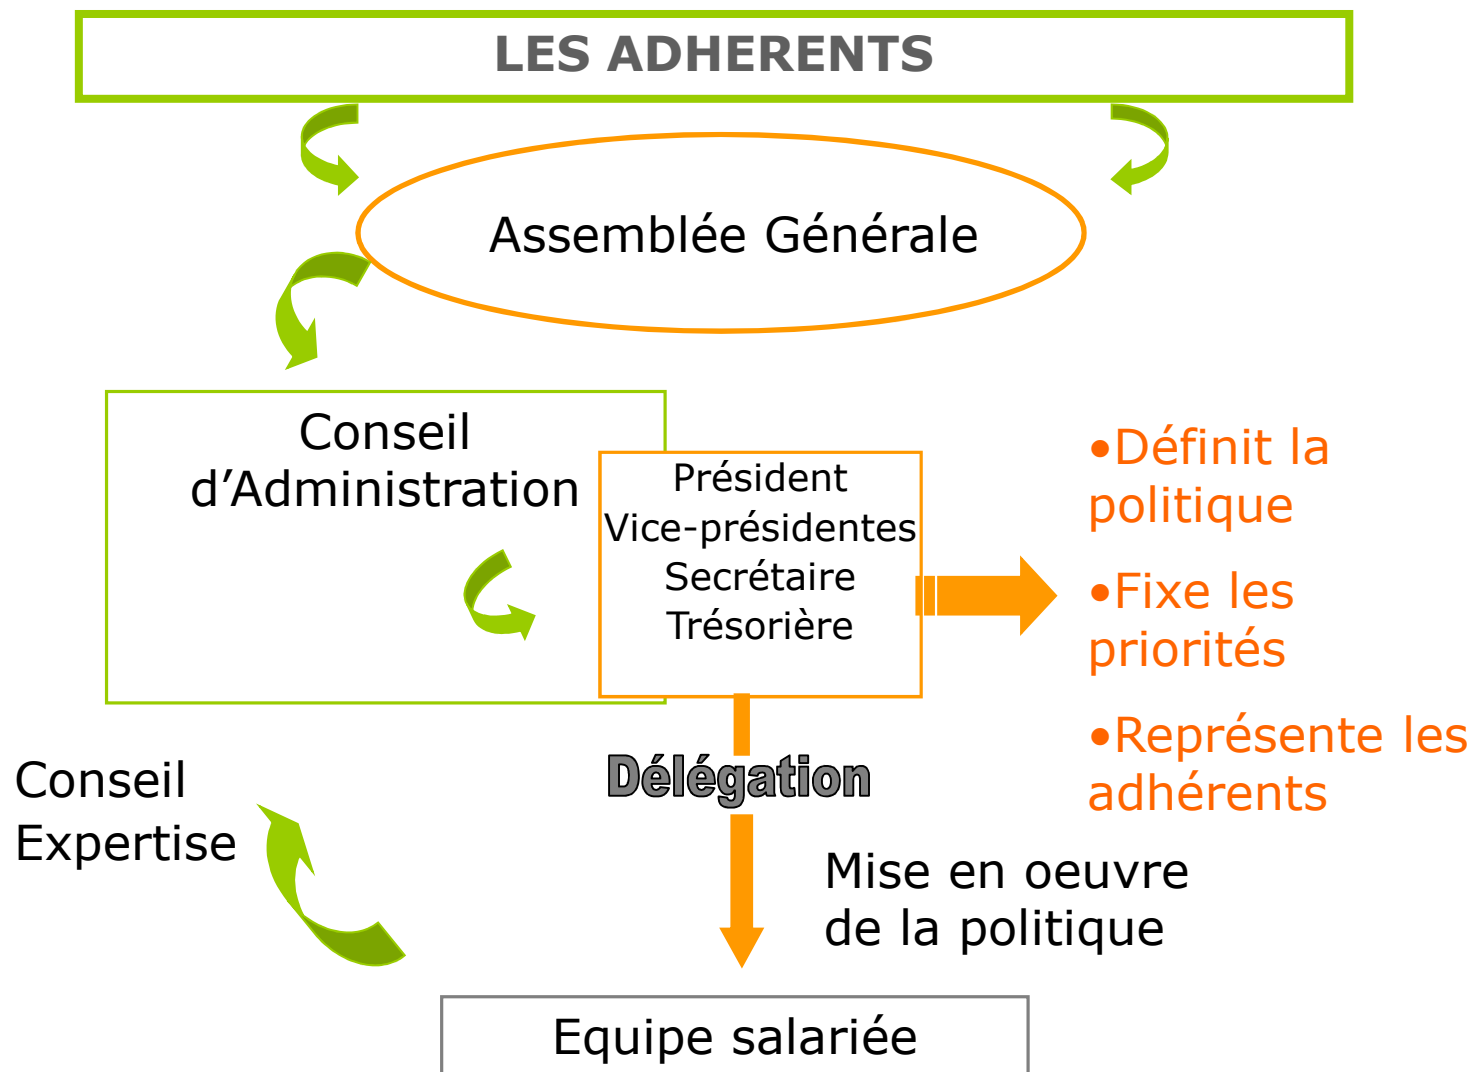 LES ADHERENTS
Assemblée Générale
Conseil
d’Administration
Président
Vice-présidentes
Secrétaire
Trésorière
•Définit la
politique
•Fixe les
priorités
•Représente les
adhérents
Délégation
Conseil
Expertise
Mise en oeuvre
de la politique
Equipe salariée